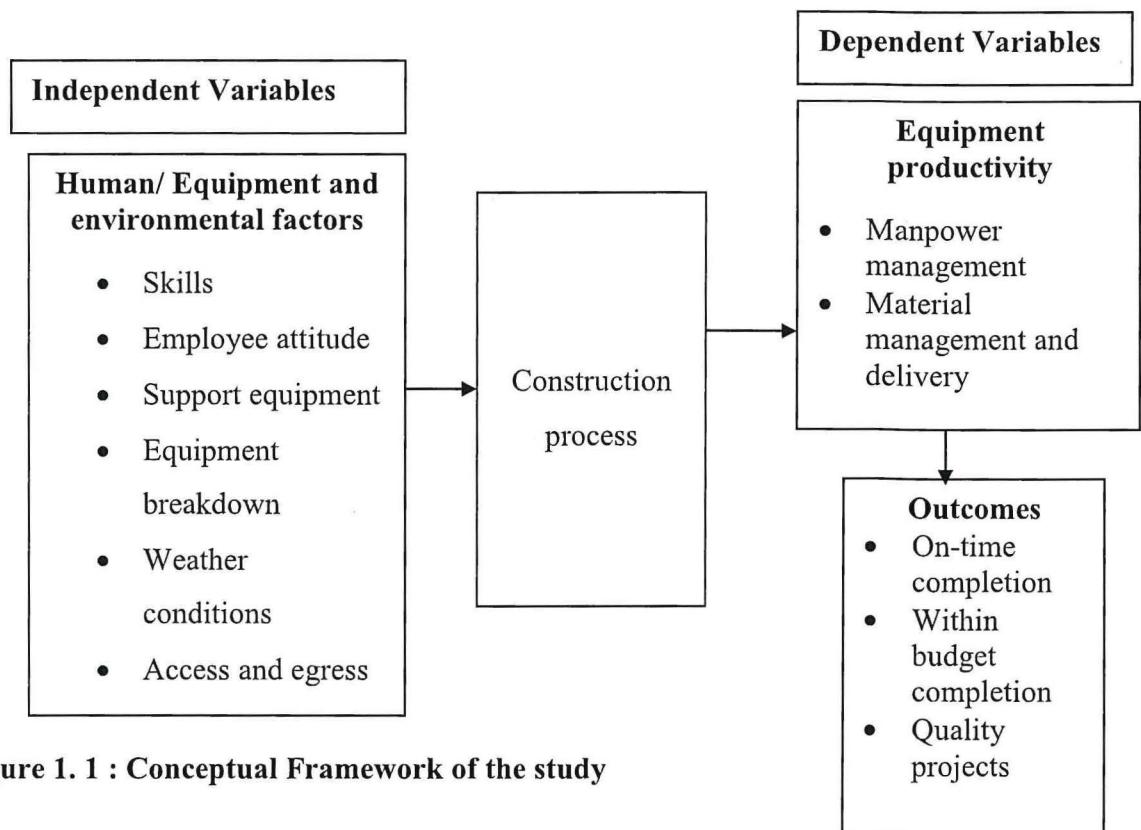 Independent Variables
Human/ Equipment and
environmental factors
• Skills
• Employee attitude
• Support equipment
• Equipment
breakdown
• Weather
conditions
• Access and egress
Construction
process
Dependent Variables
Equipment
productivity
• Manpower
management
• Material
management and
delivery
Outcomes
• On-time
completion
• Within
budget
completion
• Quality
projects
ure 1. 1 : Conceptual Framework of the study